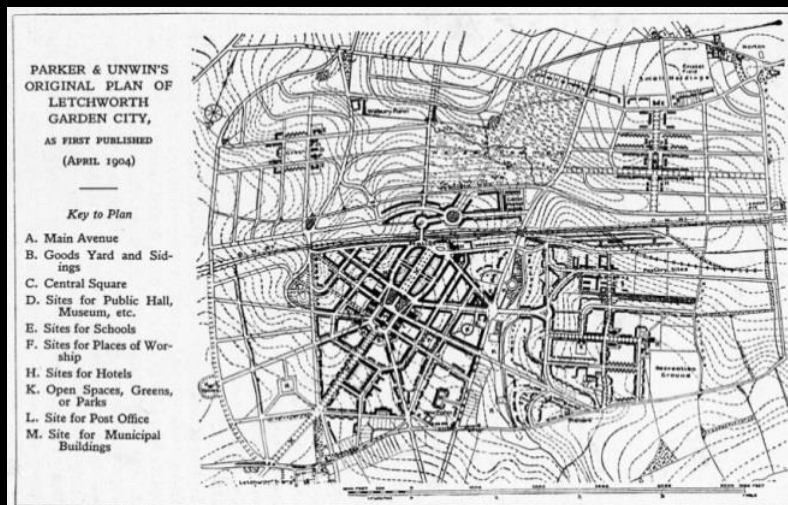 PARKER & UNWIN'S
ORIGINAL PLAN OF
LETCHWORTH
GARDEN CITY,
AS FIRST PUBLISHED
(APRIL 1904)
Key to Plan
A. Main Avenue
B. Goods Yard and Sid-
ings
C. Central Square
D. Sites for Public Hall,
Museum, etc.
E. Sites for Schools
F. Sites for Places of Wor-
ship
H. Sites for Hotels
K. Open Spaces, Greens,
or Parks
L. Site for Post Office
M. Site for Municipal
Buildings
Norton
Cricket
Field
Small Holdings
Factory Sites
Recreation
Ground